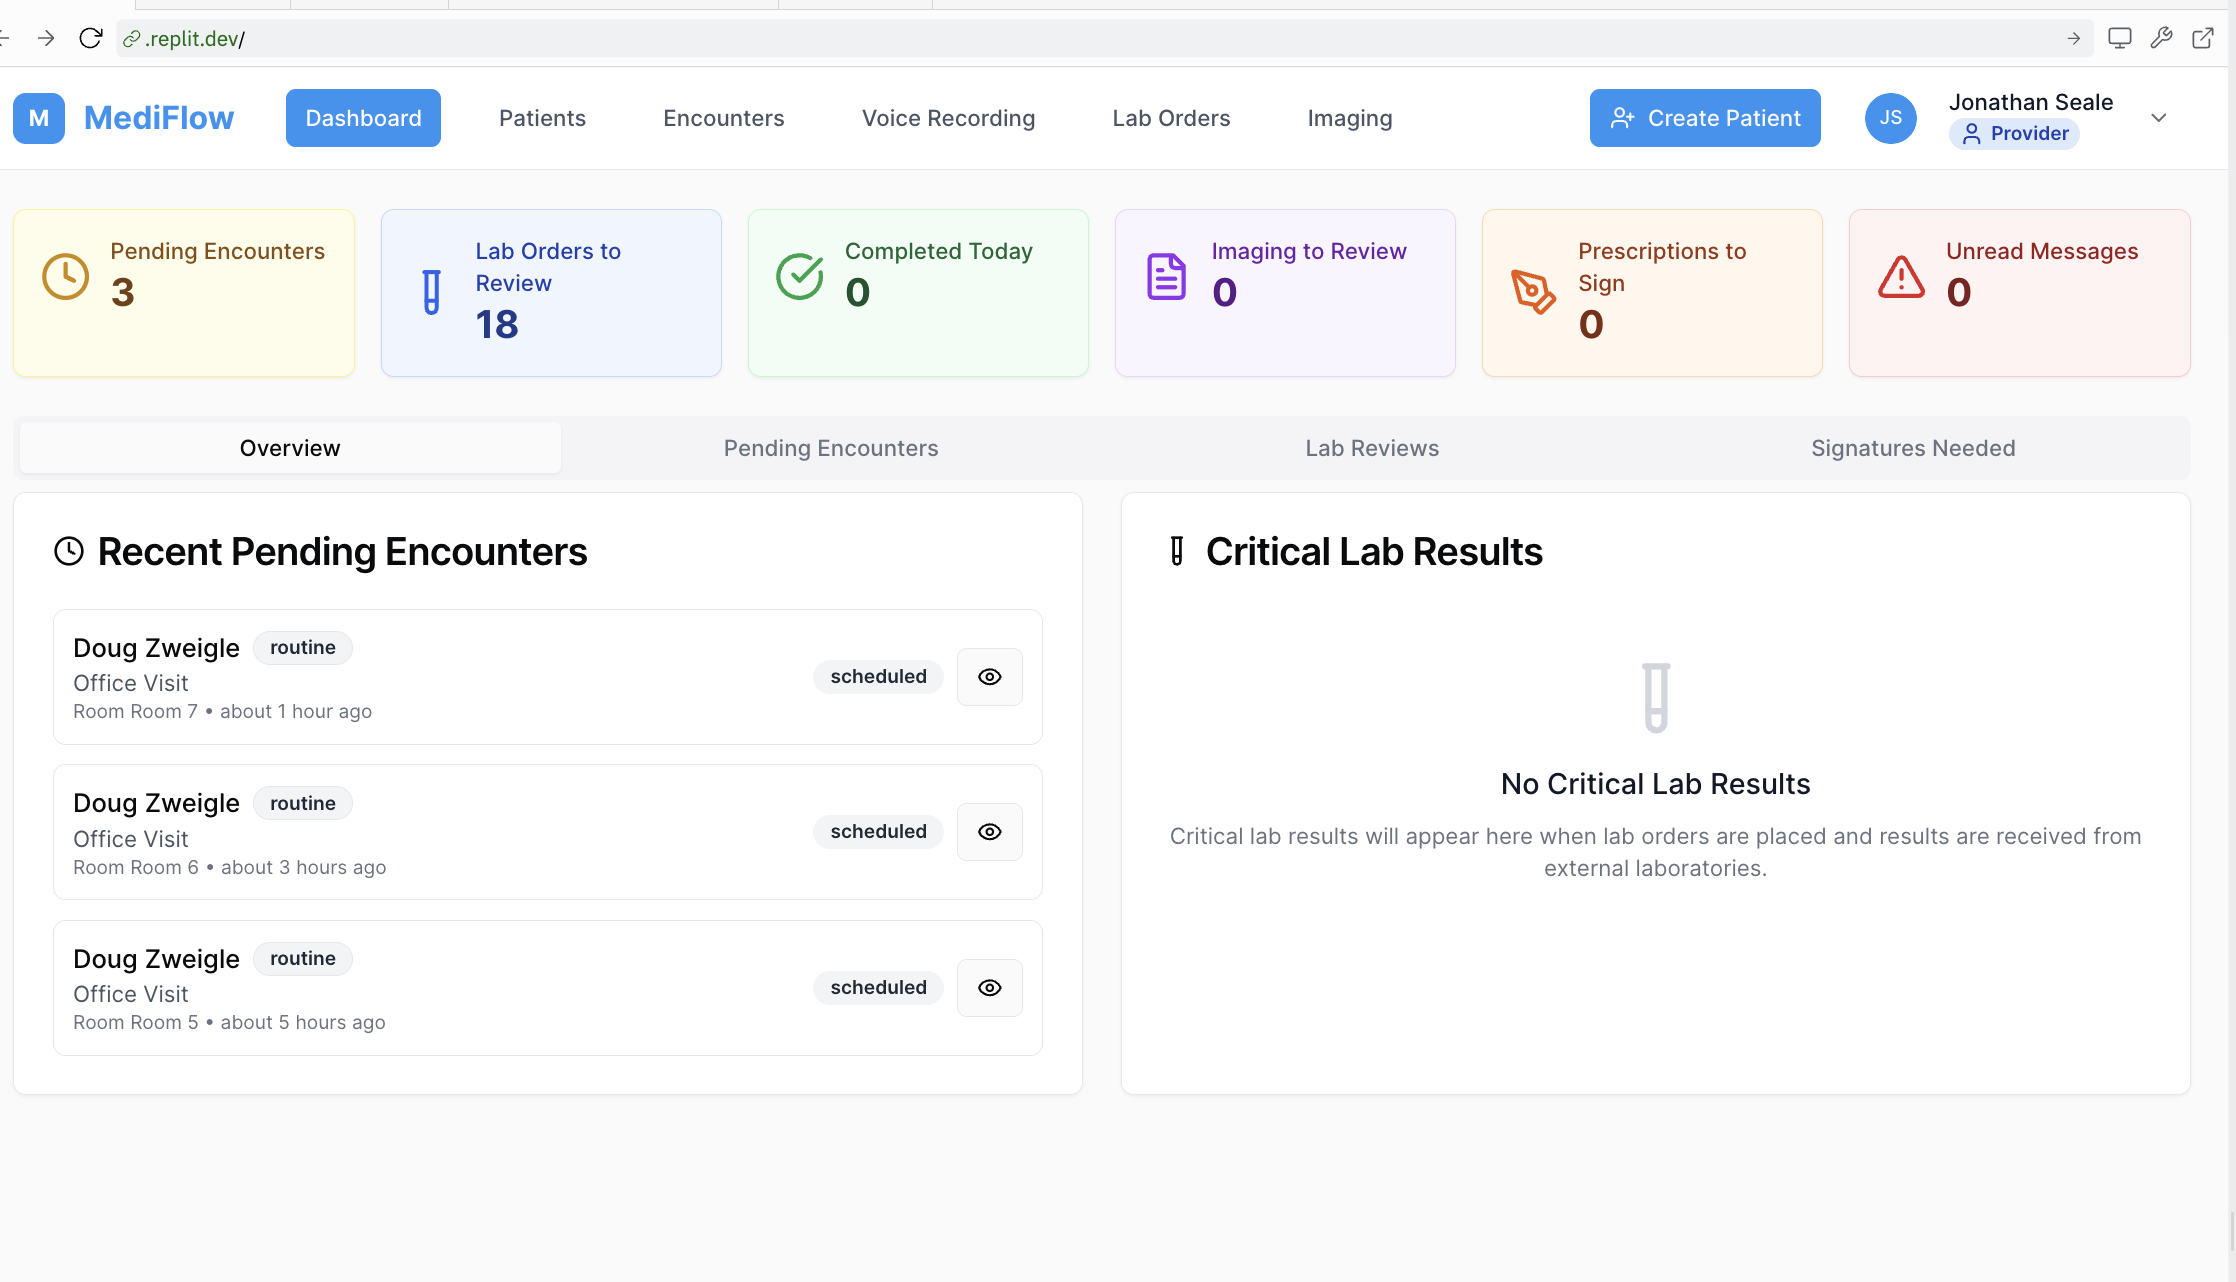 .replit.dev/
M MediFlow Dashboard Patients Encounters Voice Recording Lab Orders Imaging Create Patient JS Jonathan Seale
Provider
Pending Encounters
3
Lab Orders to
Review
18
Completed Today
0
Imaging to Review
0
Prescriptions to
Sign
0
Unread Messages
0
Overview Pending Encounters Lab Reviews Signatures Needed
Recent Pending Encounters
Doug Zweigle routine
Office Visit
Room Room 7 • about 1 hour ago
scheduled
Doug Zweigle routine
Office Visit
Room Room 6 • about 3 hours ago
scheduled
Doug Zweigle routine
Office Visit
Room Room 5 • about 5 hours ago
scheduled
Critical Lab Results
No Critical Lab Results
Critical lab results will appear here when lab orders are placed and results are received from
external laboratories.